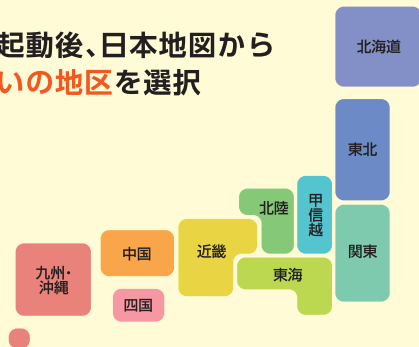 起動後、日本地図から
いの地区を選択
北海道
東北
北陸
甲信越
関東
近畿
東海
中国
四国
九州・
沖縄